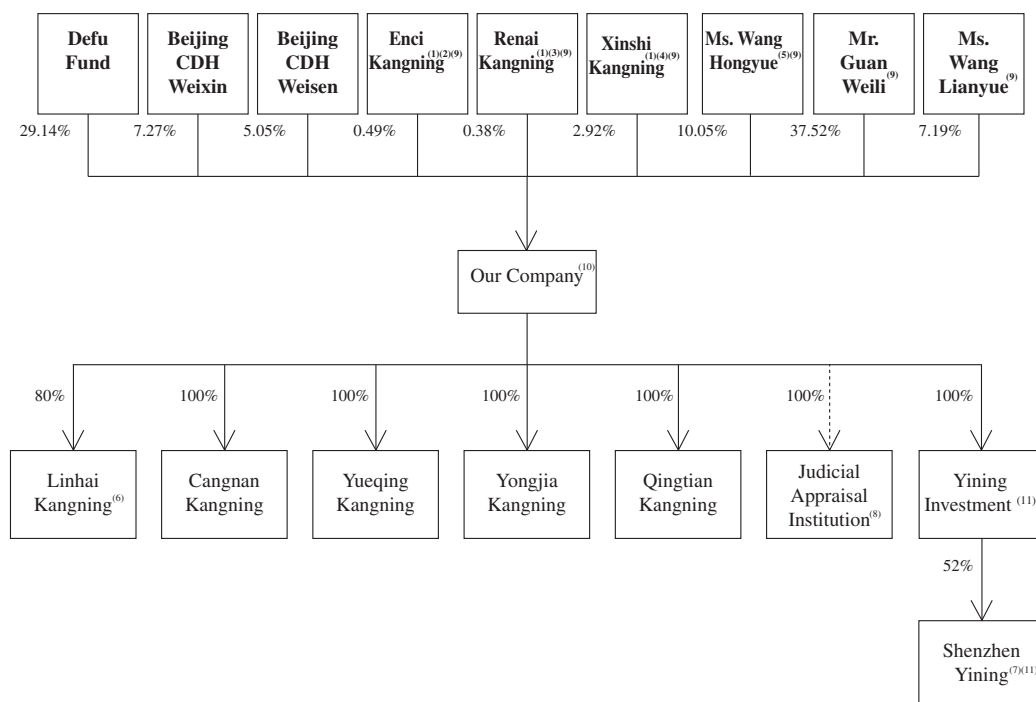 Defu
Fund
Beijing
CDH
Weixin
Beijing
CDH
Weisen
Enci
Kangning(1)(2)(9)
Renai
Kangning(1)(3)(9)
Xinshi
Kangning(1)(4)(9)
Ms. Wang
Hongyue(5)(9)
Mr.
Guan
Weili(9)
Ms.
Wang
Lianyue(9)
29.14%
7.27%
5.05%
0.49%
0.38%
2.92%
10.05%
37.52%
7.19%
Our Company(10)
80%
100%
100%
100%
100%
100%
100%
Linhai
Kangning(6)
Cangnan
Kangning
Yueqing
Kangning
Yongjia
Kangning
Qingtian
Kangning
Judicial
Appraisal
Institution(8)
Yining
Investment (11)
52%
Shenzhen
Yining(7)(11)